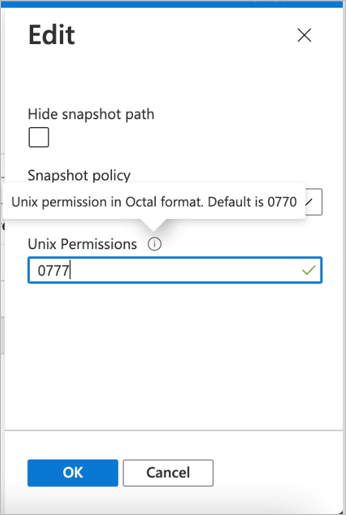 Edit
Hide snapshot path
Snapshot policy
Unix permission in Octal format. Default is 0770
Unix Permissions
0777
OK
Cancel